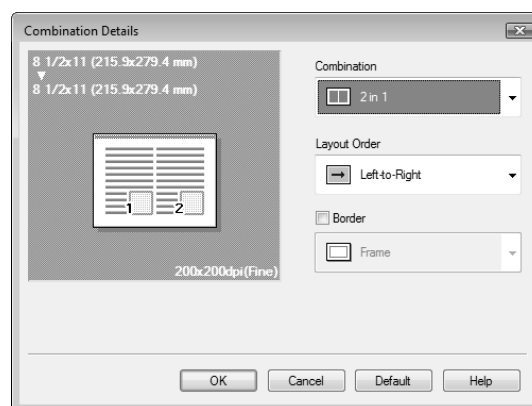 Combination Details
8 1/2x11 (215.9x279.4 mm)
8 1/2x11 (215.9x279.4 mm)
1 2
200x200dpi(Fine)
Combination
2 in 1
Layout Order
Left-to-Right
Border
Frame
OK Cancel Default Help